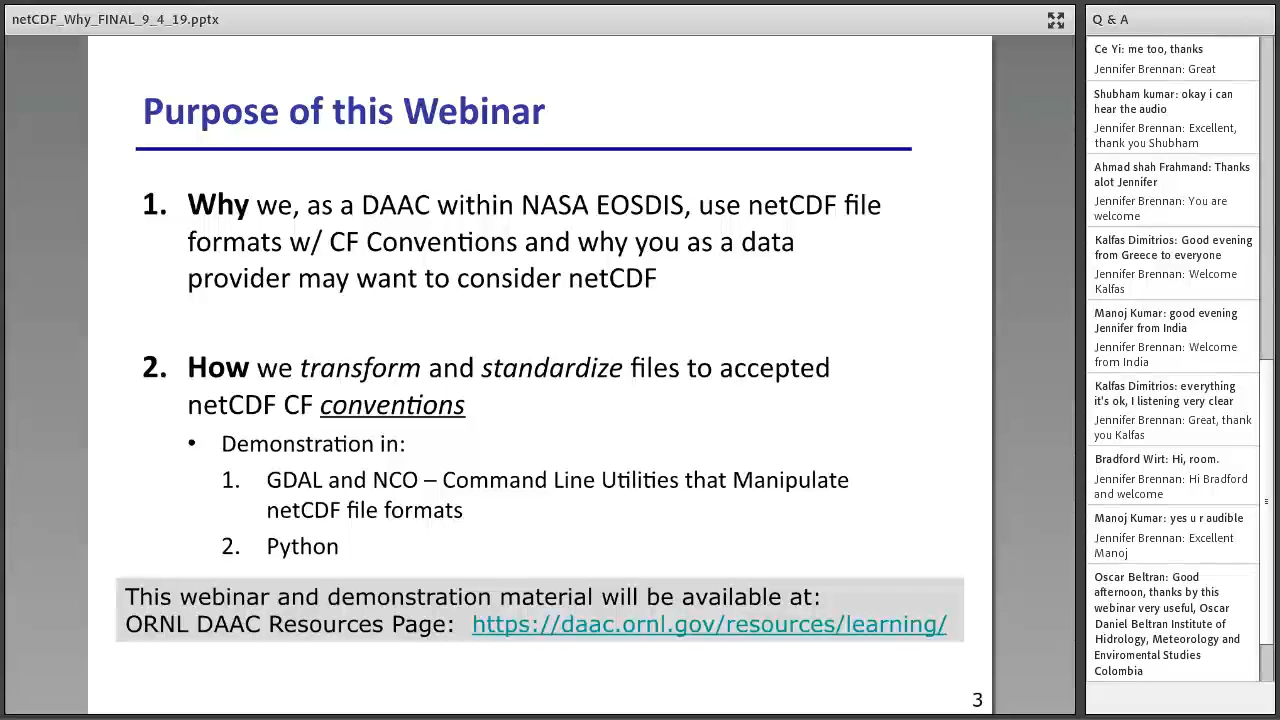 netCDF_Why_FINAL_9_4_19.pptx
Purpose of this Webinar
1. Why we, as a DAAC within NASA EOSDIS, use netCDF file
formats w/ CF Conventions and why you as a data
provider may want to consider netCDF
2. How we transform and standardize files to accepted
netCDF CF conventions
• Demonstration in:
1. GDAL and NCO – Command Line Utilities that Manipulate
netCDF file formats
2. Python
This webinar and demonstration material will be available at:
ORNL DAAC Resources Page: https://daac.ornl.gov/resources/learning/
3
Q & A
Ce Yi: me too, thanks
Jennifer Brennan: Great
Shubham kumar: okay i can
hear the audio
Jennifer Brennan: Excellent,
thank you Shubham
Ahmad shah Frahmand: Thanks
alot Jennifer
Jennifer Brennan: You are
welcome
Kalfas Dimitrios: Good evening
from Greece to everyone
Jennifer Brennan: Welcome
Kalfas
Manoj Kumar: good evening
Jennifer from India
Jennifer Brennan: Welcome
from India
Kalfas Dimitrios: everything
it's ok, I listening very clear
Jennifer Brennan: Great, thank
you Kalfas
Bradford Wirt: Hi, room.
Jennifer Brennan: Hi Bradford
and welcome
Manoj Kumar: yes u r audible
Jennifer Brennan: Excellent
Manoj
Oscar Beltran: Good
afternoon, thanks by this
webinar very useful, Oscar
Daniel Beltran Institute of
Hidrology, Meteorology and
Enviromental Studies
Colombia